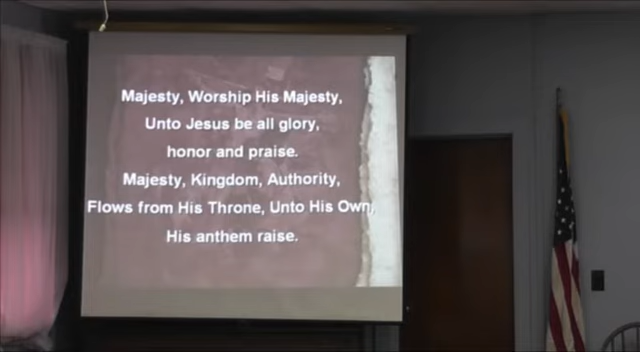 Majesty, Worship His Majesty,
Unto Jesus be all glory,
honor and praise.
Majesty, Kingdom, Authority,
Flows from His Throne, Unto His Own,
His anthem raise.